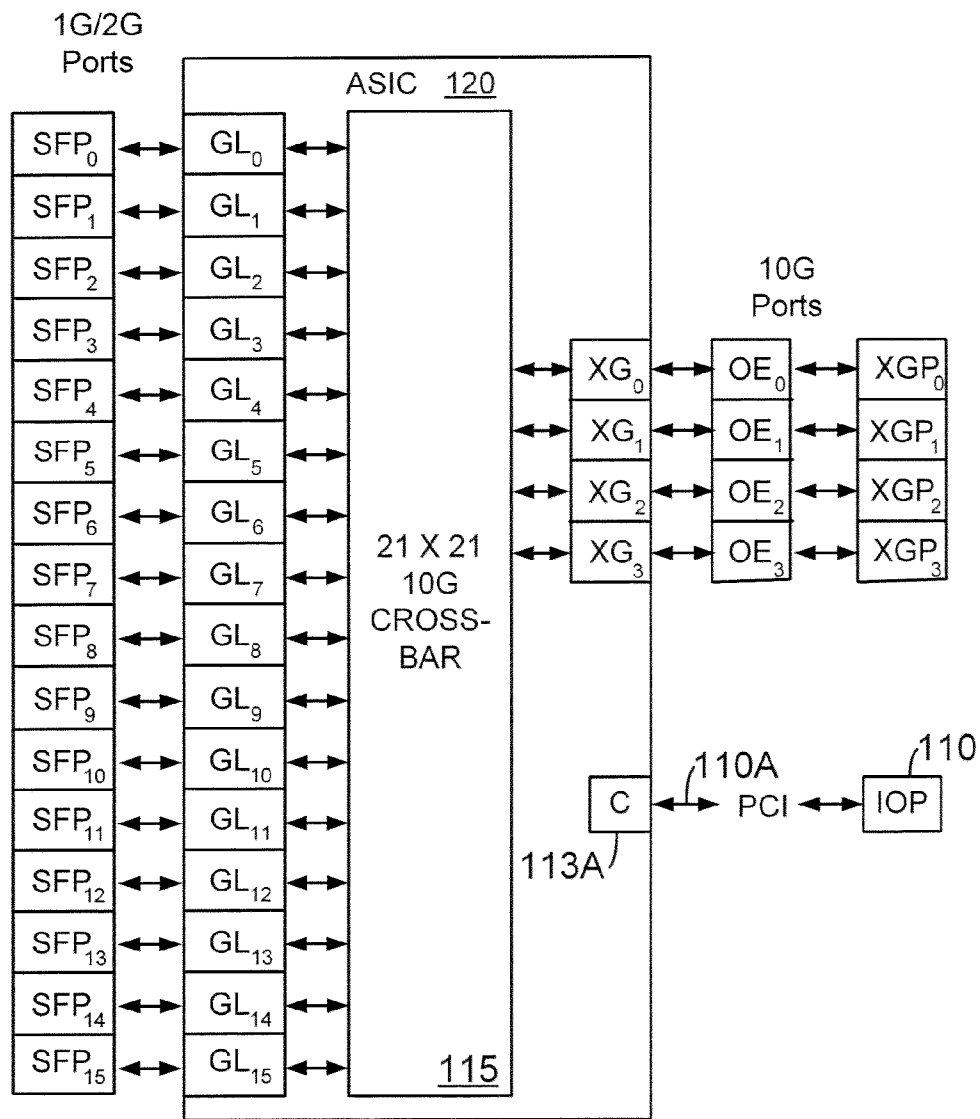 1G/2G
Ports
ASIC 120
SFP0 GL0
SFP1 GL1
SFP2 GL2
SFP3 GL3
SFP4 GL4
SFP5 GL5
SFP6 GL6
SFP7 GL7
SFP8 GL8
SFP9 GL9
SFP10 GL10
SFP11 GL11
SFP12 GL12
SFP13 GL13
SFP14 GL14
SFP15 GL15
21 X 21
10G
CROSS-
BAR
115
10G
Ports
XG0 OE0 XGP0
XG1 OE1 XGP1
XG2 OE2 XGP2
XG3 OE3 XGP3
110A
110
C PCI IOP
113A